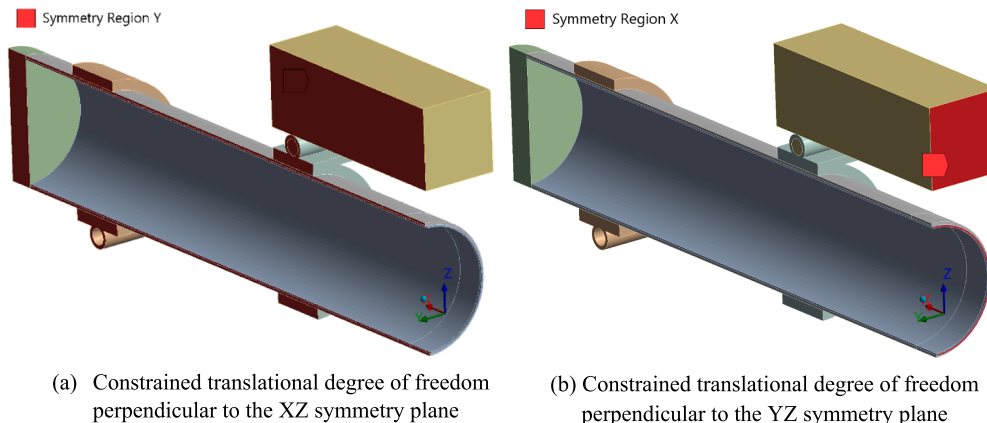 Symmetry Region Y
Symmetry Region X
Z
X
Y
Z
X
Y
(a) Constrained translational degree of freedom
perpendicular to the XZ symmetry plane
(b) Constrained translational degree of freedom
perpendicular to the YZ symmetry plane